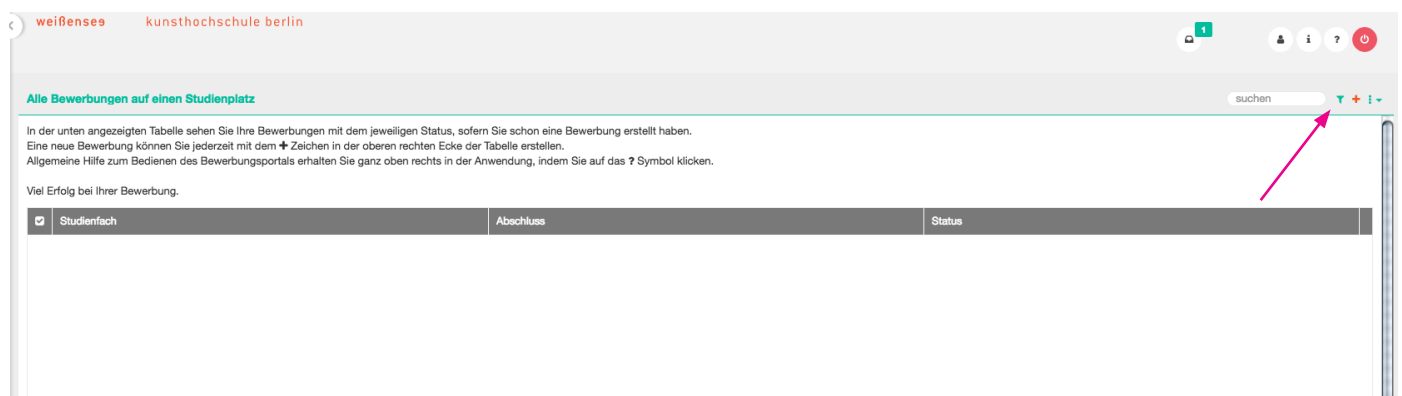 weißensee kunsthochschule berlin
1
i ?
Alle Bewerbungen auf einen Studienplatz
suchen
In der unten angezeigten Tabelle sehen Sie Ihre Bewerbungen mit dem jeweiligen Status, sofern Sie schon eine Bewerbung erstellt haben.
Eine neue Bewerbung können Sie jederzeit mit dem + Zeichen in der oberen rechten Ecke der Tabelle erstellen.
Allgemeine Hilfe zum Bedienen des Bewerbungsportals erhalten Sie ganz oben rechts in der Anwendung, indem Sie auf das ? Symbol klicken.
Viel Erfolg bei Ihrer Bewerbung.
Studienfach Abschluss Status